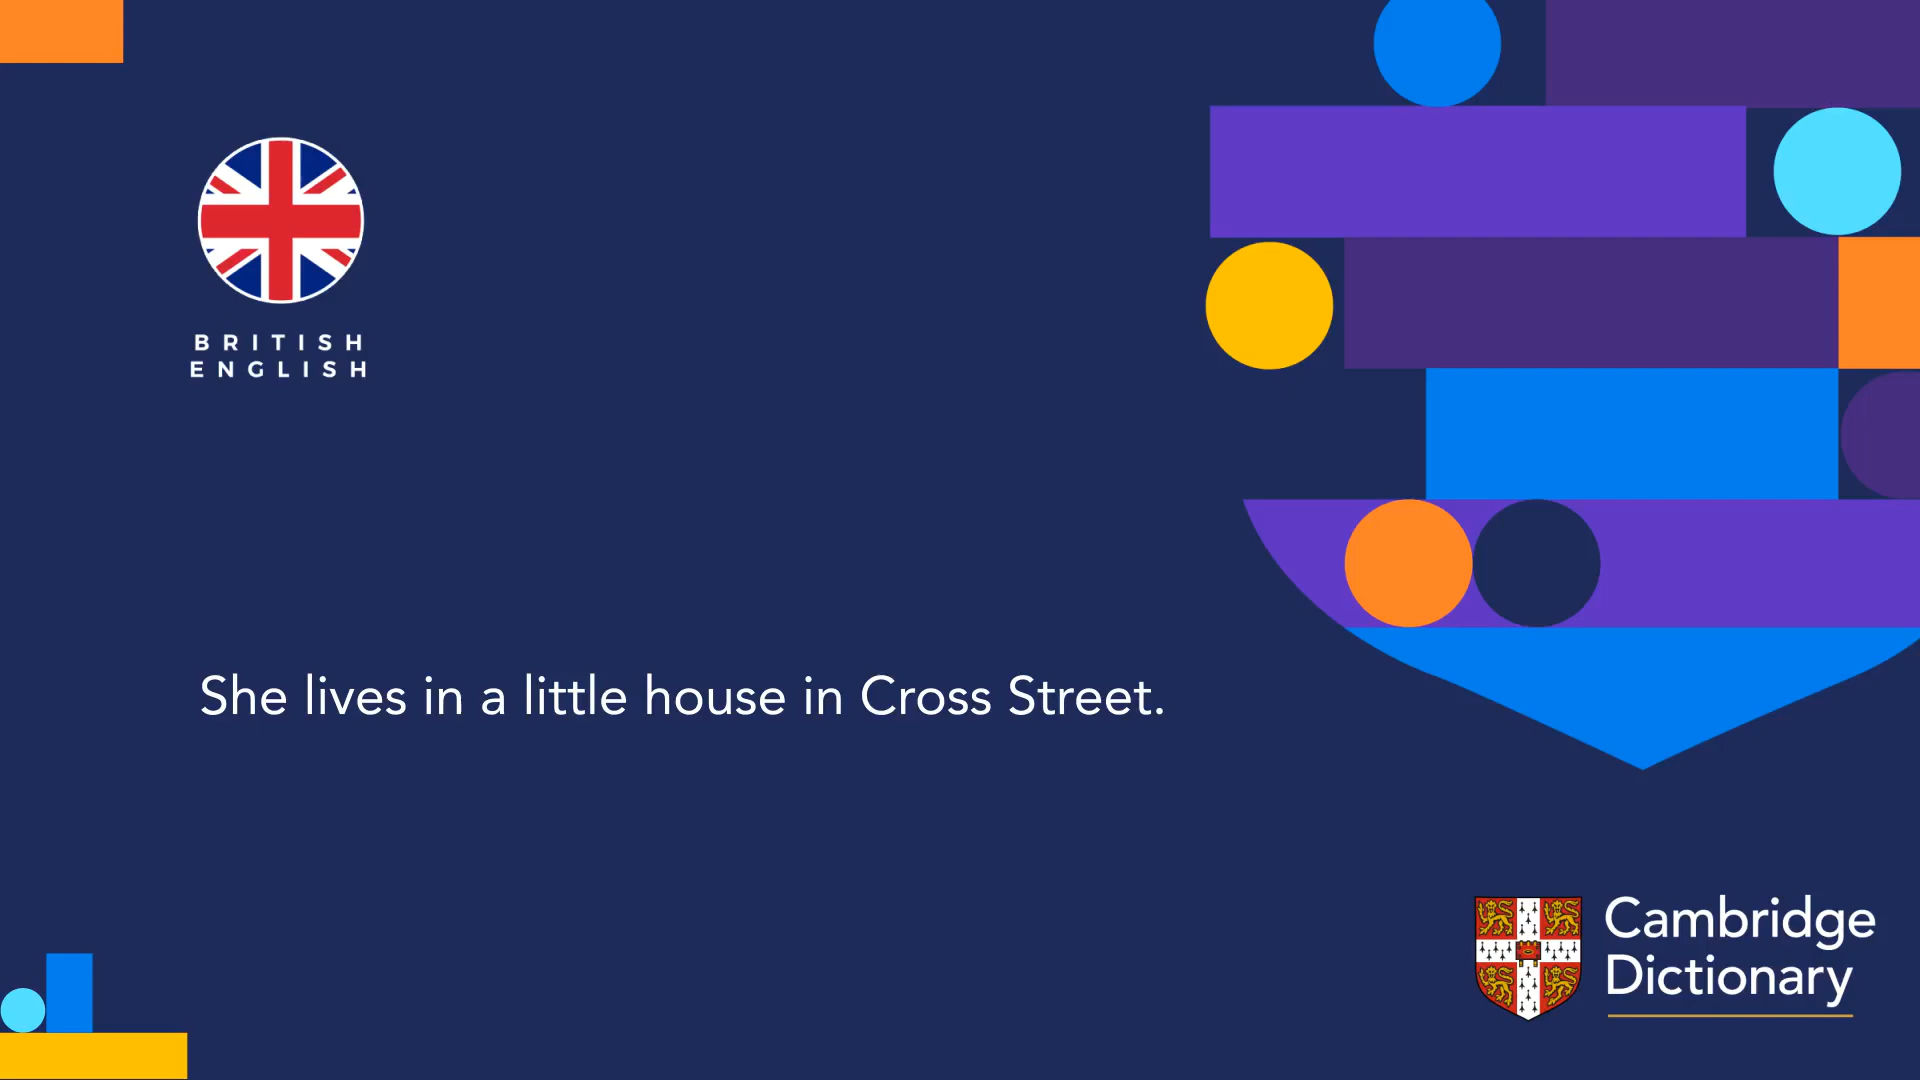 BRITISH
ENGLISH
She lives in a little house in Cross Street.
Cambridge
Dictionary